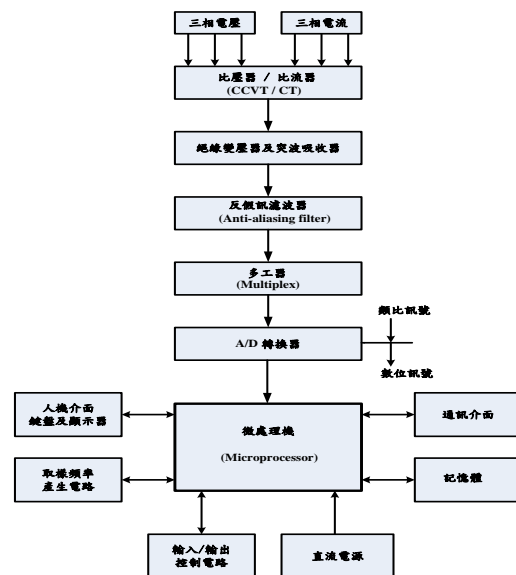 三相電壓
三相電流
比壓器 / 比流器
(CCVT / CT)
絕緣變壓器及突波吸收器
反假訊濾波器
(Anti-aliasing filter)
多工器
(Multiplex)
A/D 轉換器
類比訊號
數位訊號
人機介面
鍵盤及顯示器
微處理機
(Microprocessor)
通訊介面
取樣頻率
產生電路
記憶體
輸入/輸出
控制電路
直流電源